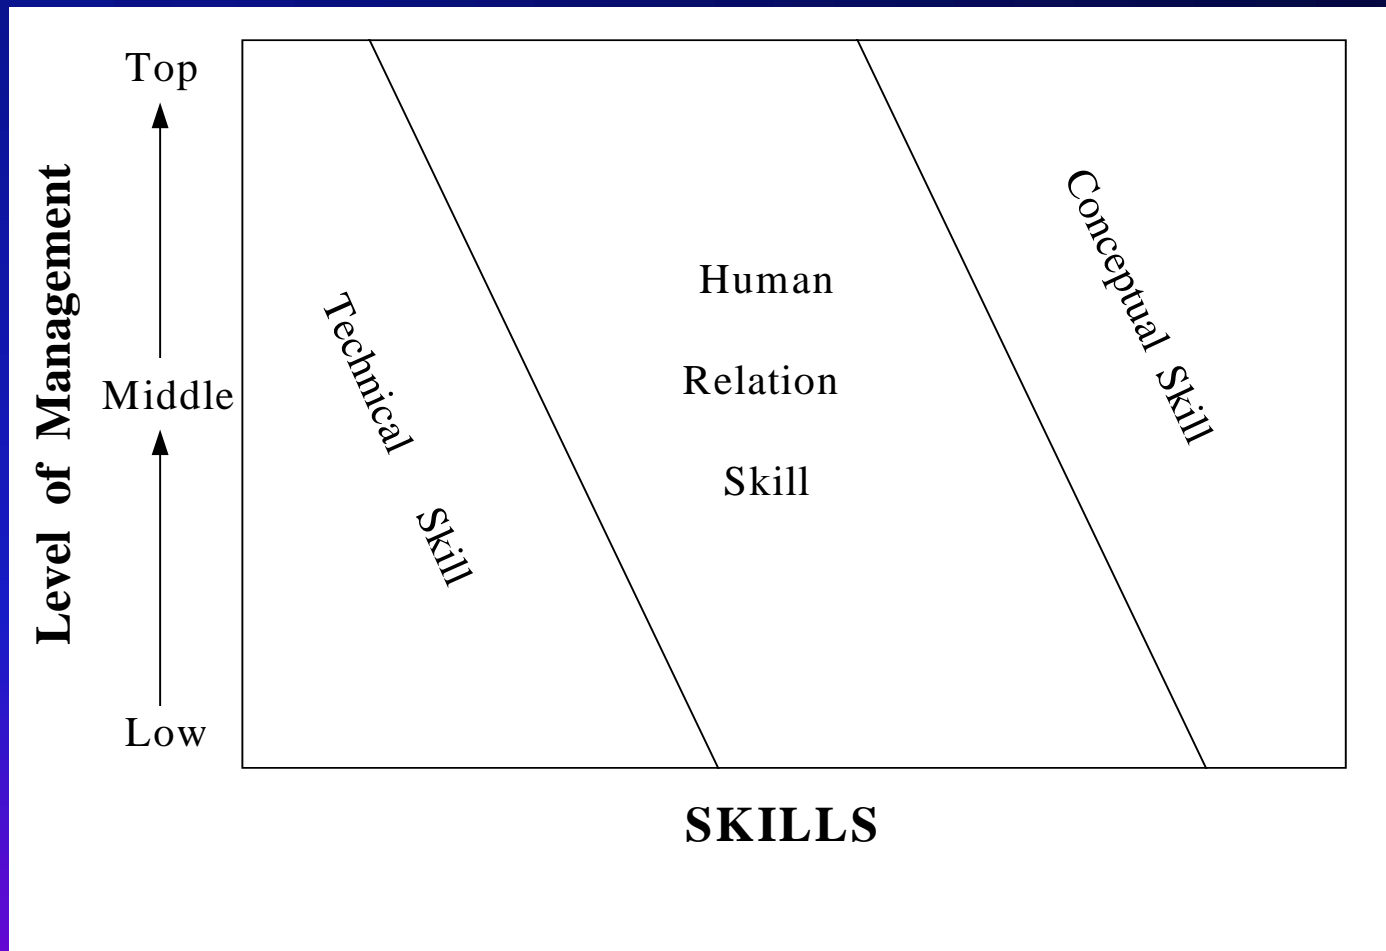 Top
Level of Management
Middle
Low
Technical Skill
Human
Relation
Skill
Conceptual Skill
SKILLS